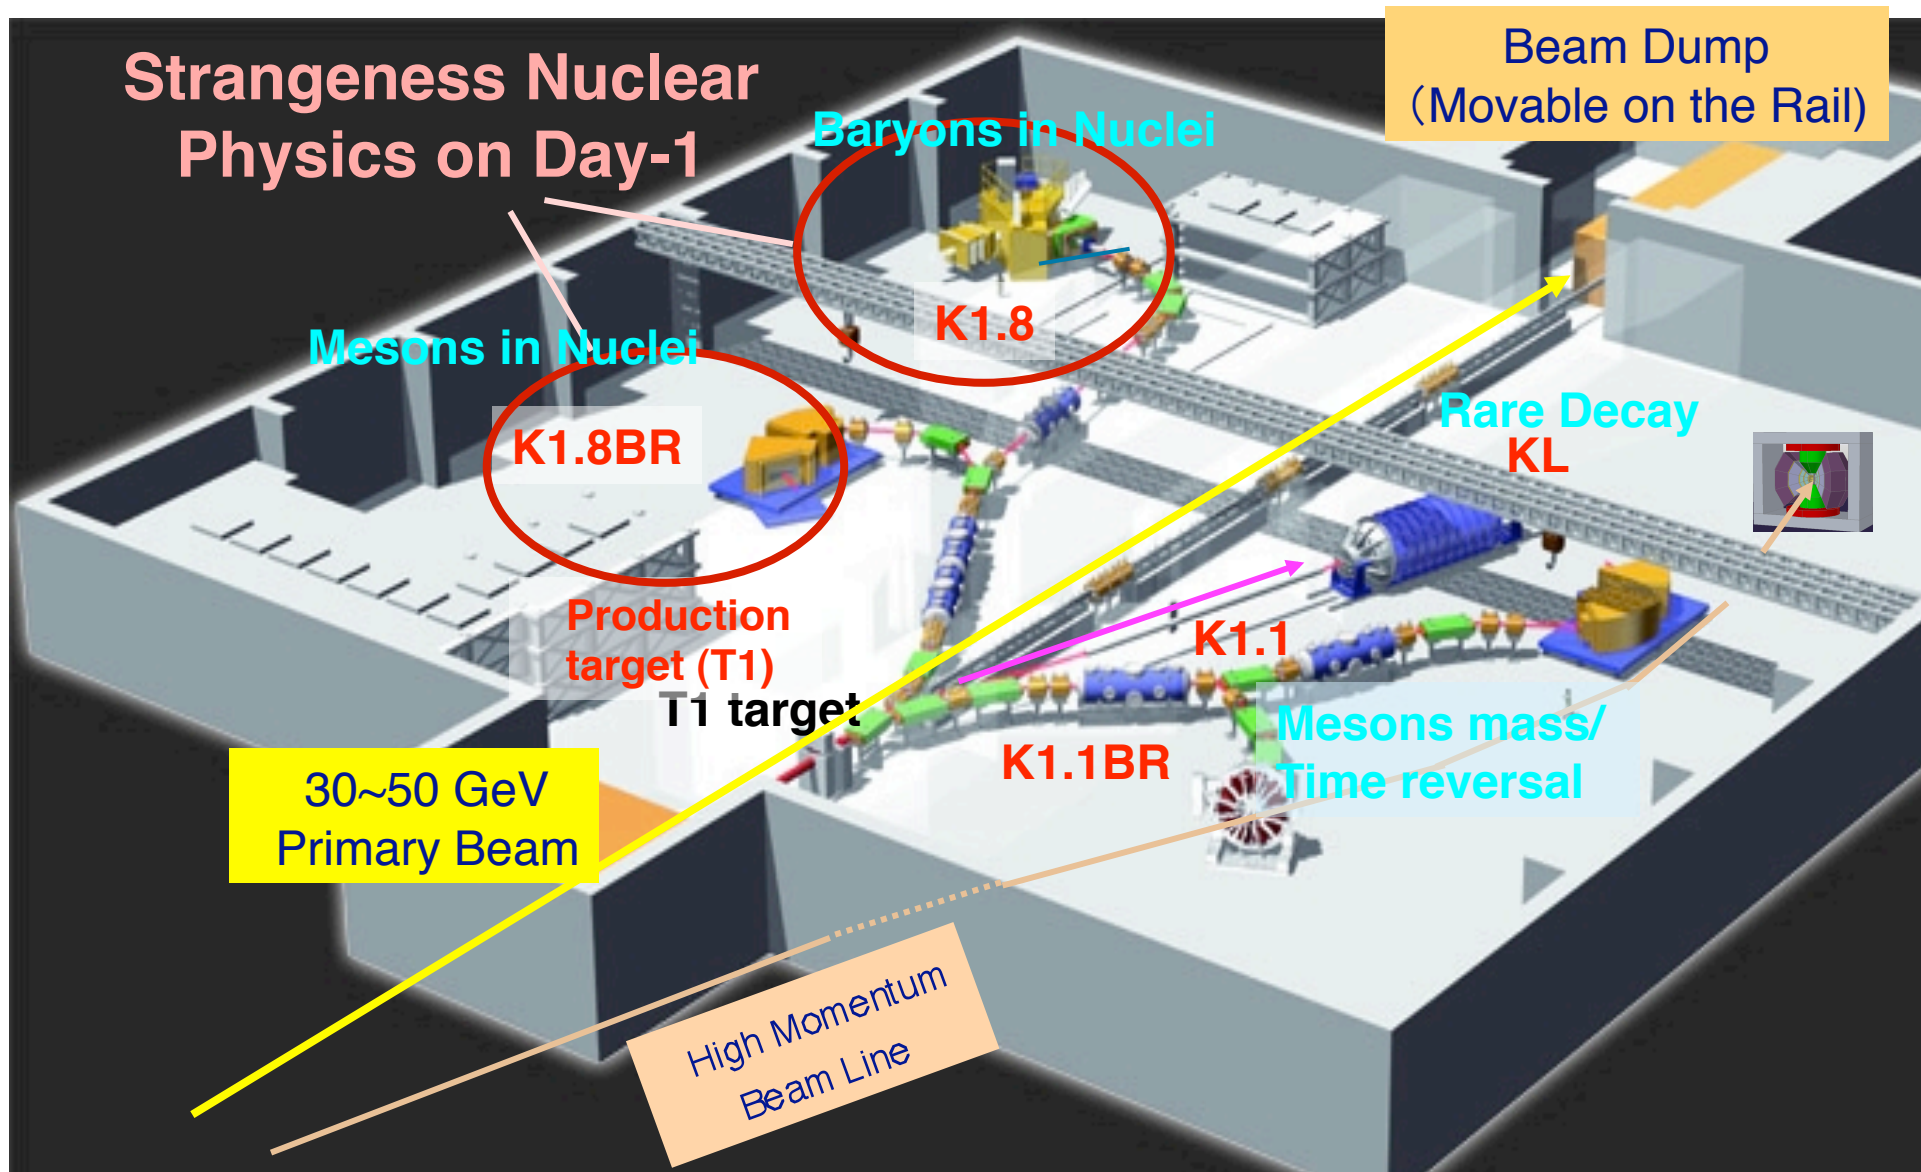 Strangeness Nuclear
Physics on Day-1
Beam Dump
（Movable on the Rail)
Baryons in Nuclei
K1.8
Mesons in Nuclei
K1.8BR
Rare Decay
KL
Production
target (T1)
T1 target
K1.1
K1.1BR
Mesons mass/
Time reversal
30~50 GeV
Primary Beam
High Momentum
Beam Line